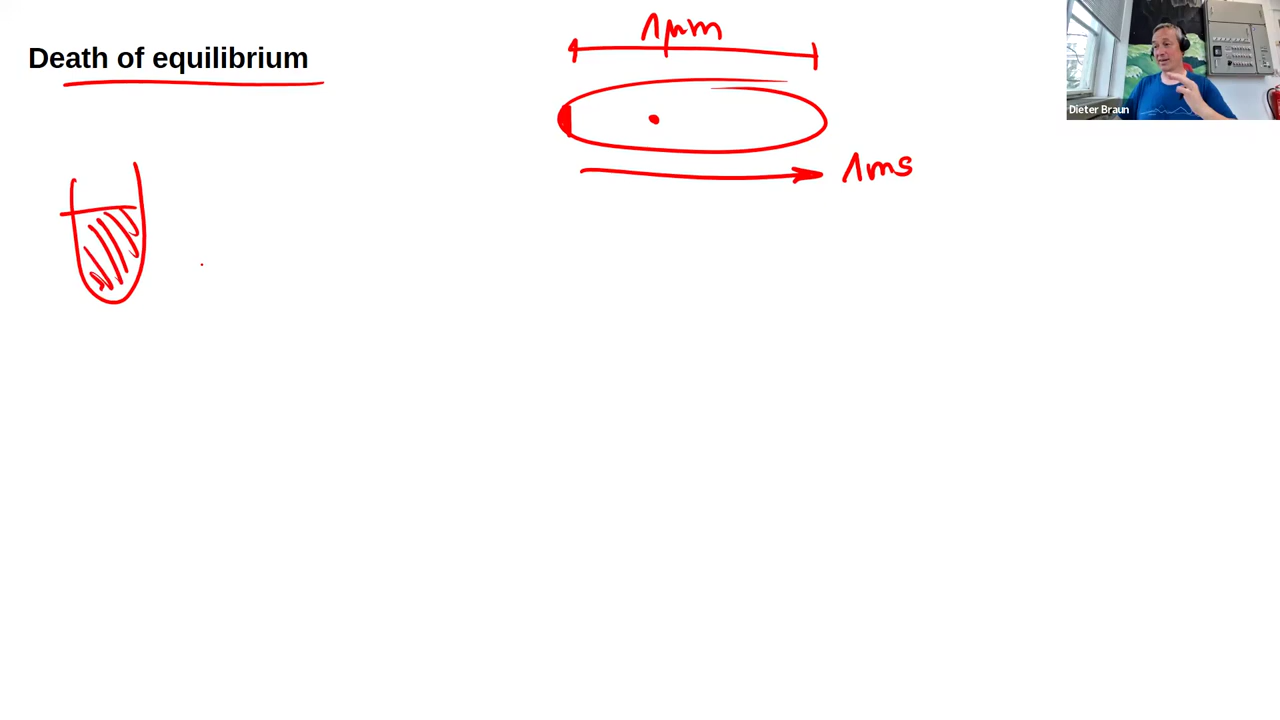 Death of equilibrium
1μm
1ms
Dieter Braun